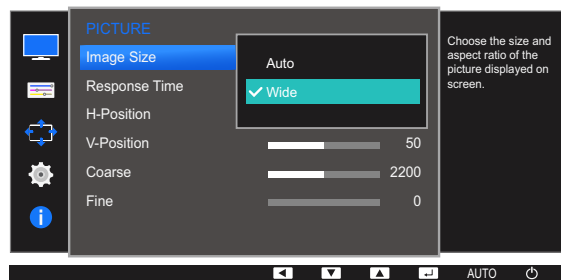 PICTURE
Image Size
Auto
Response Time
Wide
H-Position
V-Position 50
Coarse 2200
Fine 0
Choose the size and
aspect ratio of the
picture displayed on
screen.
AUTO